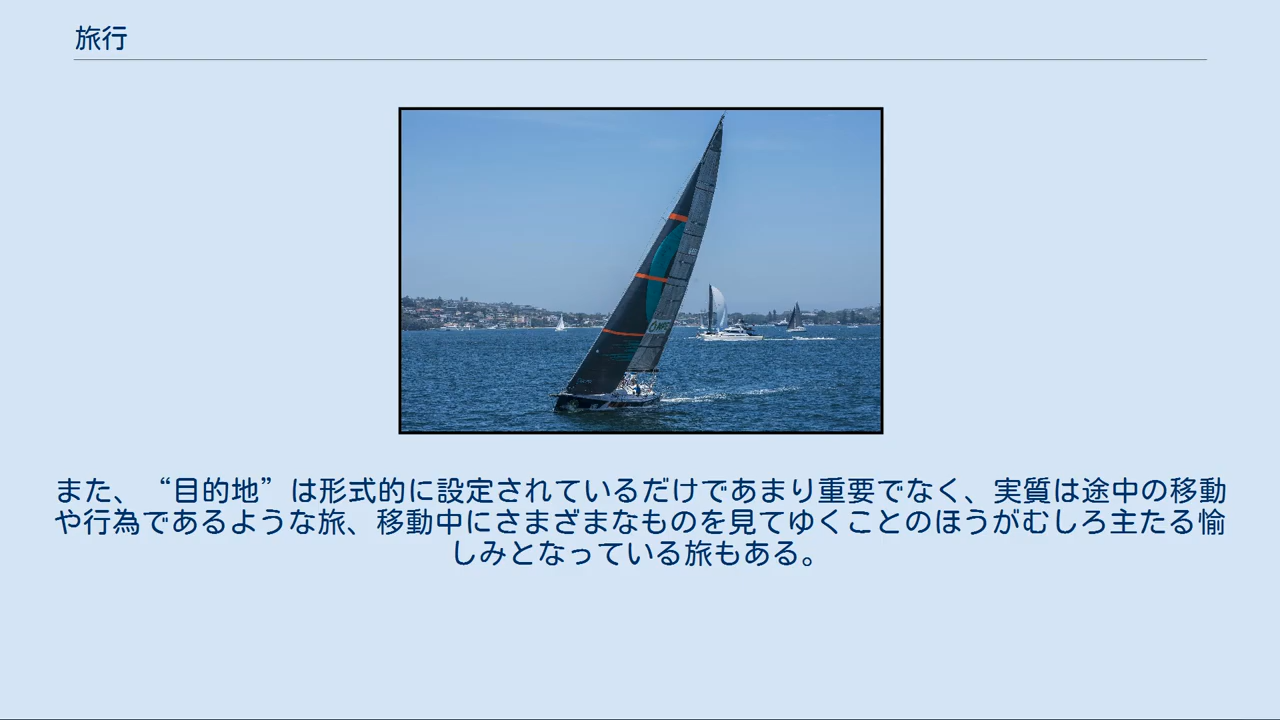 旅行
また、“目的地”は形式的に設定されているだけであまり重要でなく、実質は途中の移動
や行為であるような旅、移動中にさまざまなものを見てゆくことのほうがむしろ主たる愉
しみとなっている旅もある。